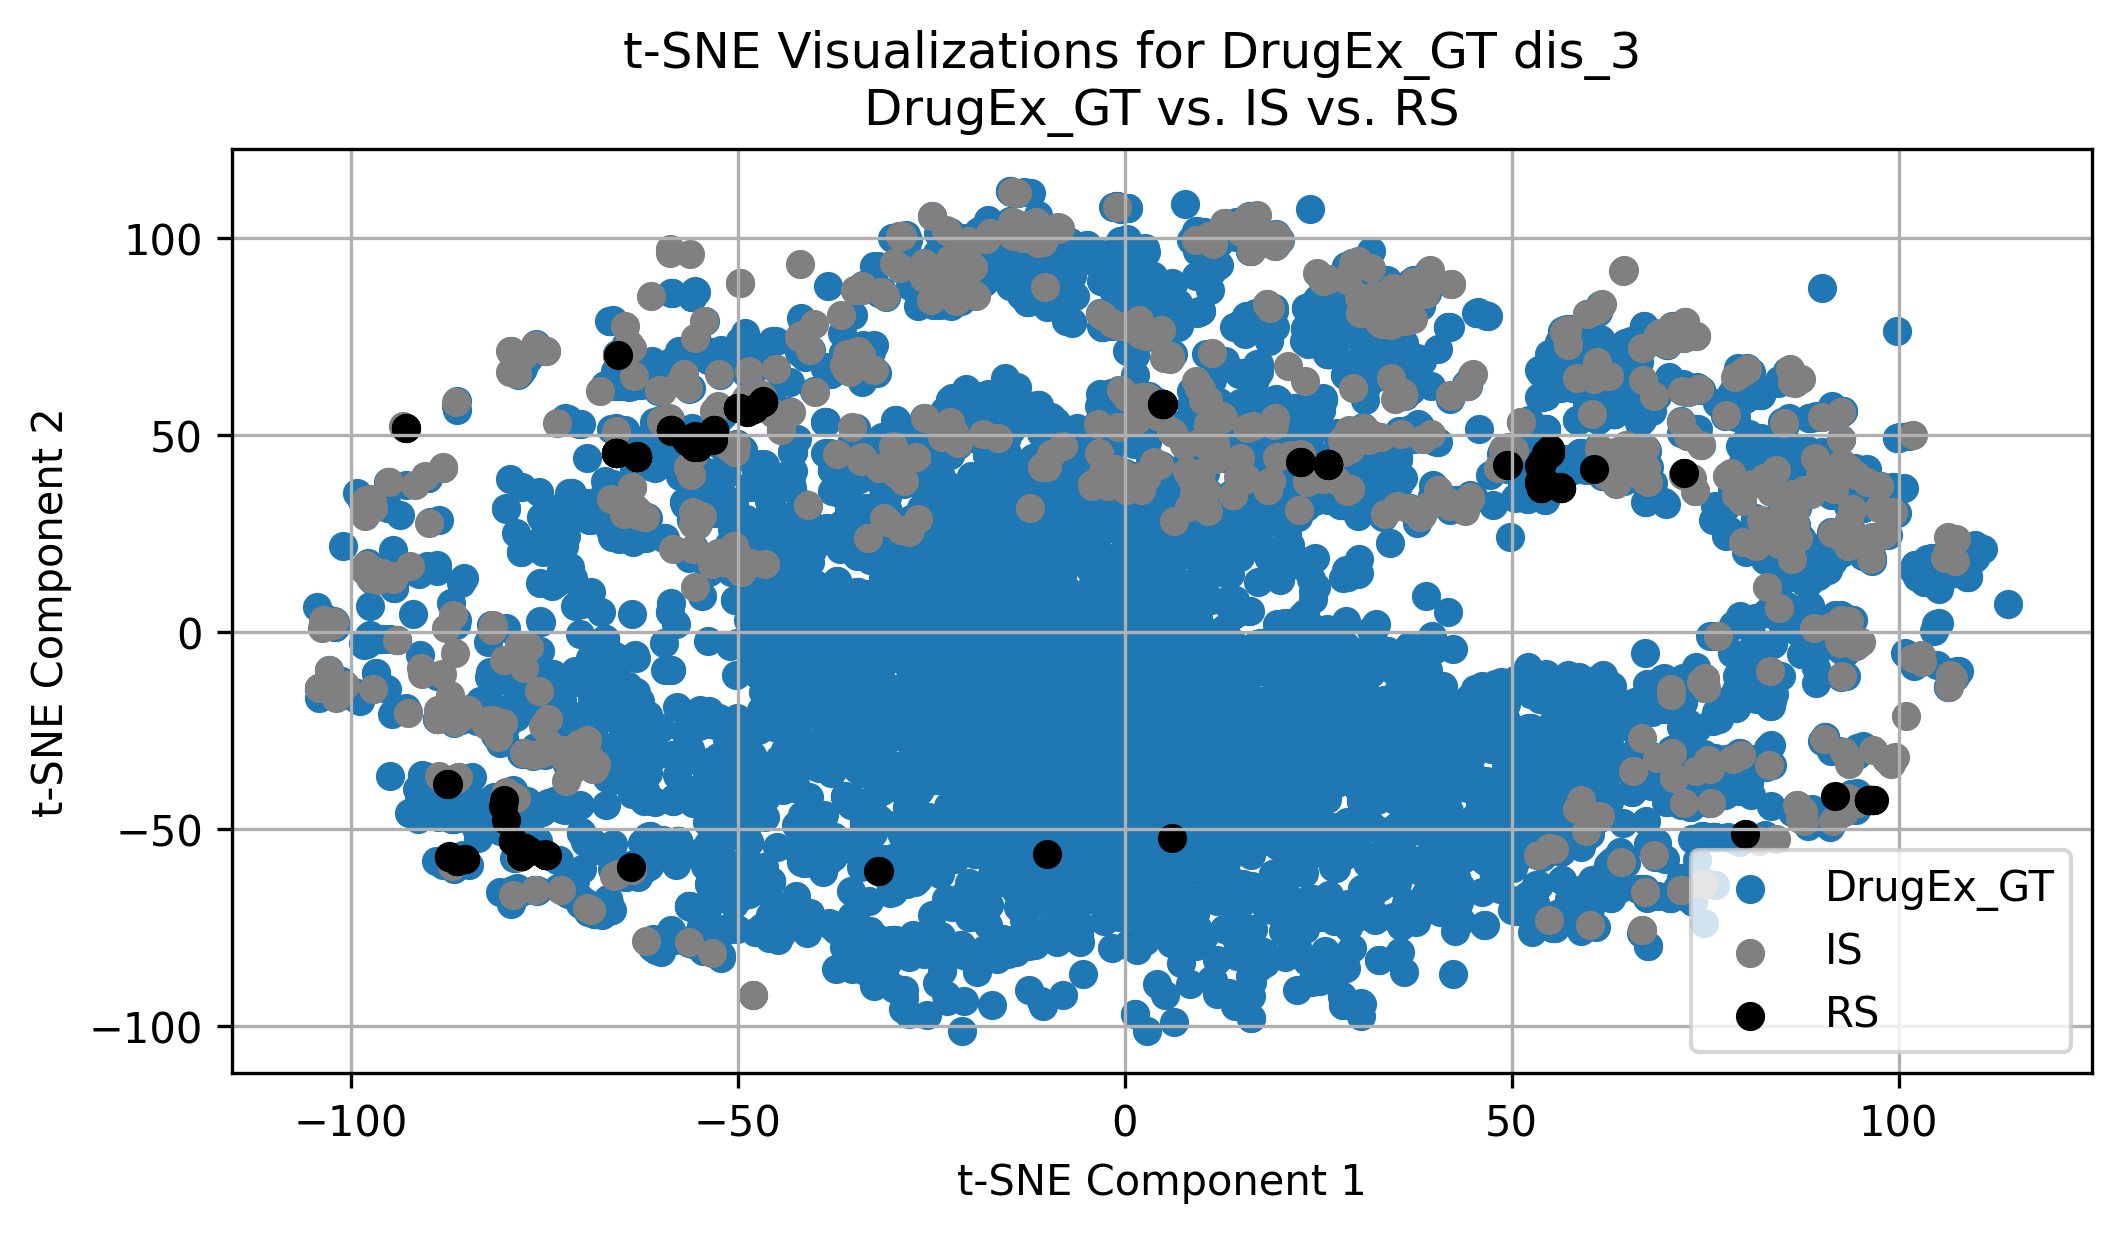 t-SNE Visualizations for DrugEx_GT dis_3
DrugEx_GT vs. IS vs. RS
t-SNE Component 2
100
50
0
−50
−100
DrugEx_GT
IS
RS
−100
−50
0
50
100
t-SNE Component 1